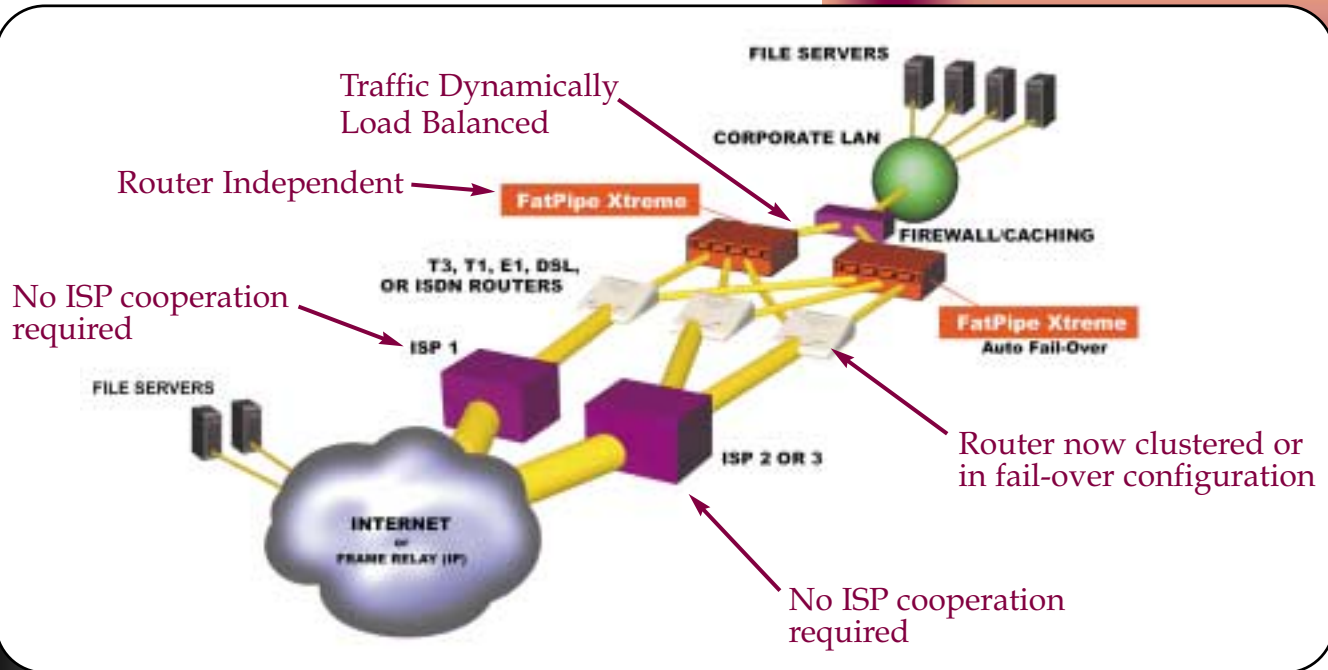 FILE SERVERS
Traffic Dynamically
Load Balanced
CORPORATE LAN
Router Independent
FatPipe Xtreme
FIREWALL/CACHING
T3, T1, E1, DSL,
OR ISDN ROUTERS
No ISP cooperation
required
FatPipe Xtreme
Auto Fail-Over
ISP 1
FILE SERVERS
Router now clustered or
in fail-over configuration
ISP 2 OR 3
INTERNET
or
FRAME RELAY (IP)
No ISP cooperation
required